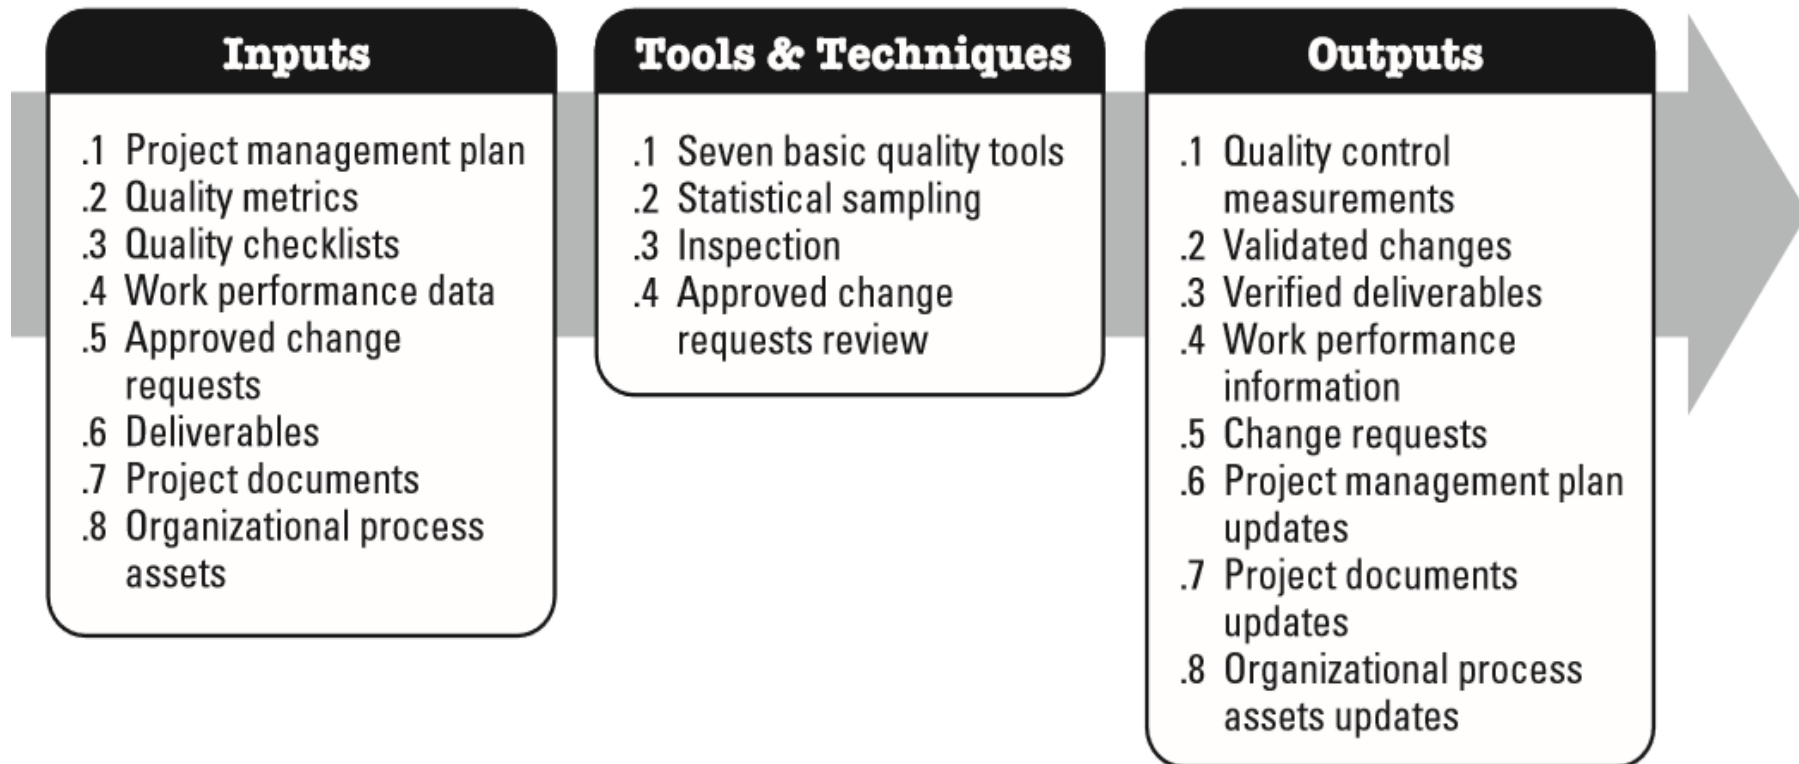 Inputs
.1 Project management plan
.2 Quality metrics
.3 Quality checklists
.4 Work performance data
.5 Approved change
requests
.6 Deliverables
.7 Project documents
.8 Organizational process
assets
Tools & Techniques
.1 Seven basic quality tools
.2 Statistical sampling
.3 Inspection
.4 Approved change
requests review
Outputs
.1 Quality control
measurements
.2 Validated changes
.3 Verified deliverables
.4 Work performance
information
.5 Change requests
.6 Project management plan
updates
.7 Project documents
updates
.8 Organizational process
assets updates